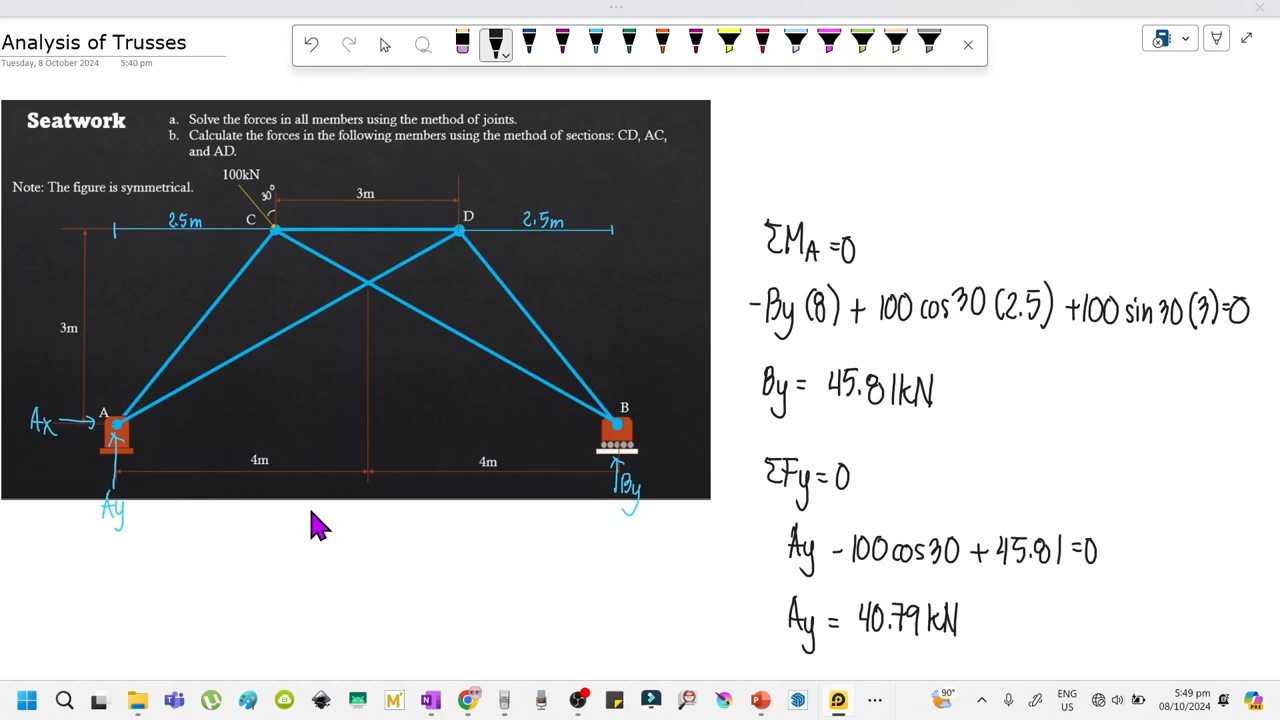 Analysis of Trusses
Tuesday, 8 October 2024 5:40 pm
Seatwork
a. Solve the forces in all members using the method of joints.
b. Calculate the forces in the following members using the method of sections: CD, AC,
and AD.
Note: The figure is symmetrical.
100kN
30°
3m
C
D
2.5m
2.5m
3m
A
B
Ax
4m
4m
Ay
By
ΣMA = 0
-By (8) + 100 cos 30 (2.5) + 100 sin 30 (3) = 0
By = 45.81kN
ΣFy = 0
Ay - 100 cos 30 + 45.81 = 0
Ay = 40.79 kN
90°
ENG
US
5:49 pm
08/10/2024
PRE